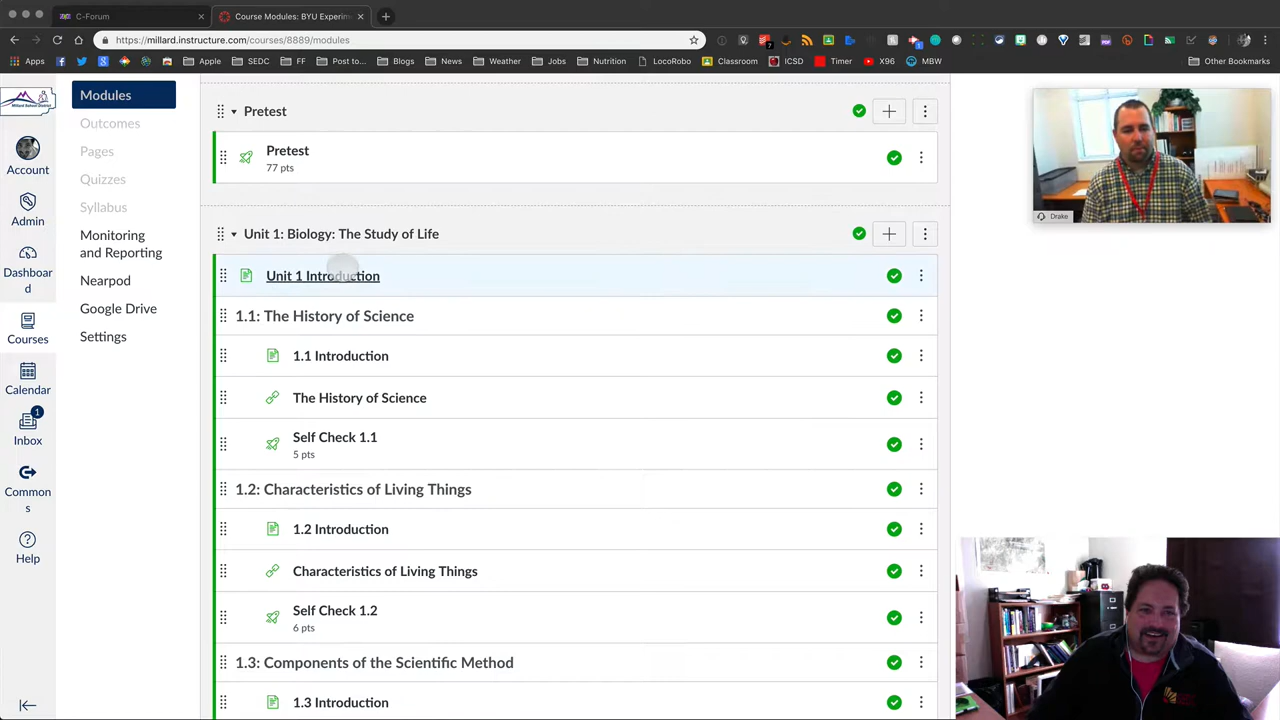 C-Forum
Course Modules: BYU Experim
https://millard.instructure.com/courses/8889/modules
Apps
Apple
SEDC
FF
Post to...
Blogs
News
Weather
Jobs
Nutrition
LocoRobo
Classroom
ICSD
Timer
X96
MBW
Other Bookmarks
Account
Admin
Dashboar
d
Courses
Calendar
1
Inbox
Common
s
Help
Modules
Outcomes
Pages
Quizzes
Syllabus
Monitoring
and Reporting
Nearpod
Google Drive
Settings
Pretest
Pretest
77 pts
Unit 1: Biology: The Study of Life
Unit 1 Introduction
1.1: The History of Science
1.1 Introduction
The History of Science
Self Check 1.1
5 pts
1.2: Characteristics of Living Things
1.2 Introduction
Characteristics of Living Things
Self Check 1.2
6 pts
1.3: Components of the Scientific Method
1.3 Introduction
Drake